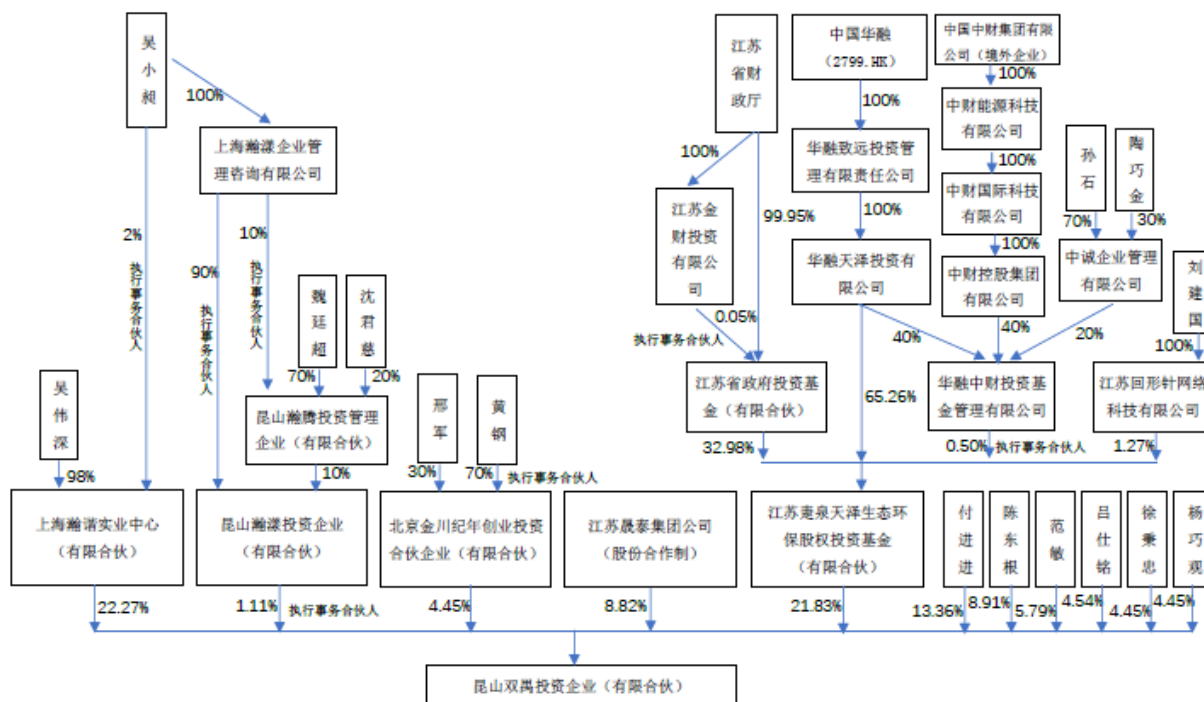 吴小昶
江苏省财政厅
中国华融
(2799.HK)
中国中财集团有限
公司(境外企业)
100%
100%
100%
上海瀚漾企业管
理咨询有限公司
100%
华融致远投资管
理有限责任公司
中财能源科技
有限公司
孙石
陶巧金
100%
江苏金财投资有限公司
99.95%
100%
中财国际科技
有限公司
70%
30%
2%
执行事务合伙人
90%
执行事务合伙人
10%
执行事务合伙人
魏廷超
沈君慈
华融天泽投资有
限公司
100%
中财控股集团有
限公司
中诚企业管理
有限公司
刘建国
0.05%
执行事务合伙人
40%
40%
20%
100%
吴伟深
70%
20%
昆山瀚腾投资管理
企业(有限合伙)
邢军
黄钢
江苏省政府投资基
金(有限合伙)
65.26%
华融中财投资基
金管理有限公司
江苏回形针网络
科技有限公司
32.98%
0.50%
执行事务合伙人
1.27%
98%
10%
30%
70%
执行事务合伙人
上海瀚谐实业中心
(有限合伙)
昆山瀚漾投资企业
(有限合伙)
北京金川纪年创业投资
合伙企业(有限合伙)
江苏晟泰集团公司
(股份合作制)
江苏疌泉天泽生态环
保股权投资基金
(有限合伙)
付进进
陈东根
范敏
吕仕铭
徐秉忠
杨巧观
22.27%
1.11%
执行事务合伙人
4.45%
8.82%
21.83%
13.36%
8.91%
5.79%
4.54%
4.45%
4.45%
昆山双禺投资企业(有限合伙)